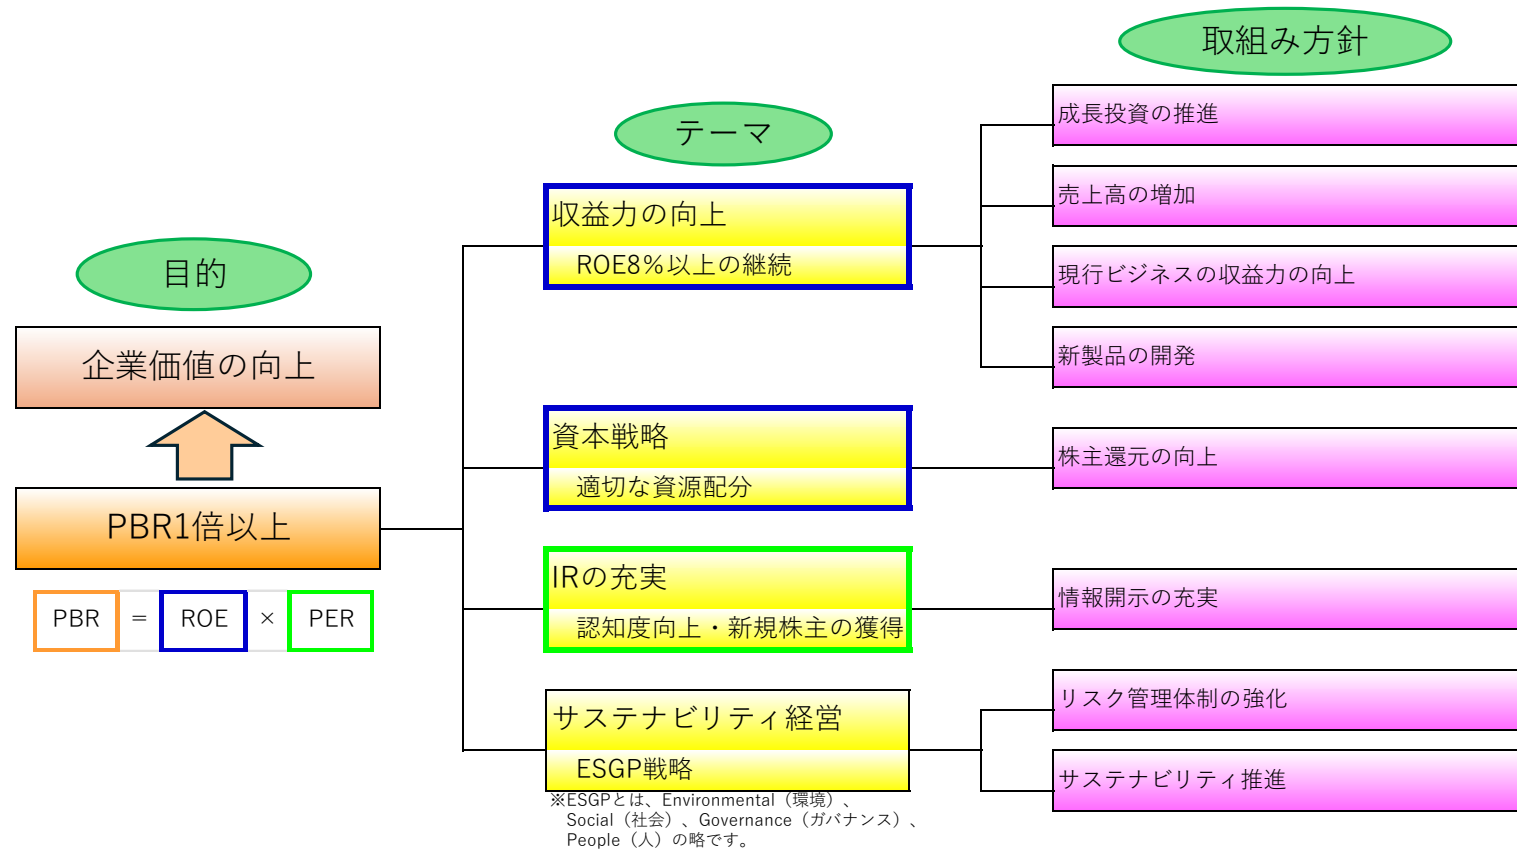 目的
企業価値の向上
PBR1倍以上
PBR = ROE × PER
テーマ
収益力の向上
ROE8%以上の継続
資本戦略
適切な資源配分
IRの充実
認知度向上・新規株主の獲得
サステナビリティ経営
ESGP戦略
※ESGPとは、Environmental（環境）、
Social（社会）、Governance（ガバナンス）、
People（人）の略です。
取組み方針
成長投資の推進
売上高の増加
現行ビジネスの収益力の向上
新製品の開発
株主還元の向上
情報開示の充実
リスク管理体制の強化
サステナビリティ推進